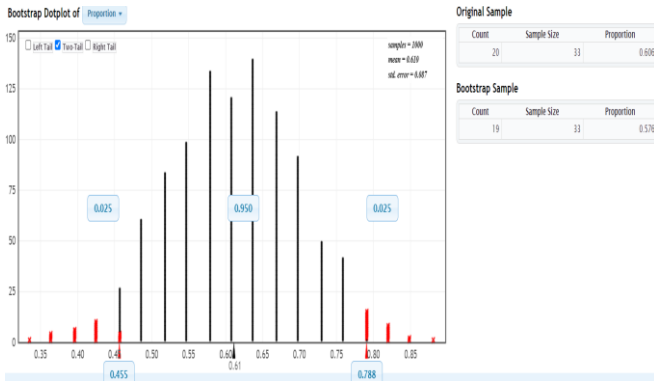 Bootstrap Dotplot of Proportion
Left Tail Two-Tail Right Tail
samples = 1000
mean = 0.610
std. error = 0.087
150
125
100
75
50
25
0
0.025
0.950
0.025
0.35 0.40 0.45 0.50 0.55 0.60 0.65 0.70 0.75 0.80 0.85
0.61
0.455
0.788
Original Sample
Count Sample Size Proportion
20 33 0.606
Bootstrap Sample
Count Sample Size Proportion
19 33 0.576